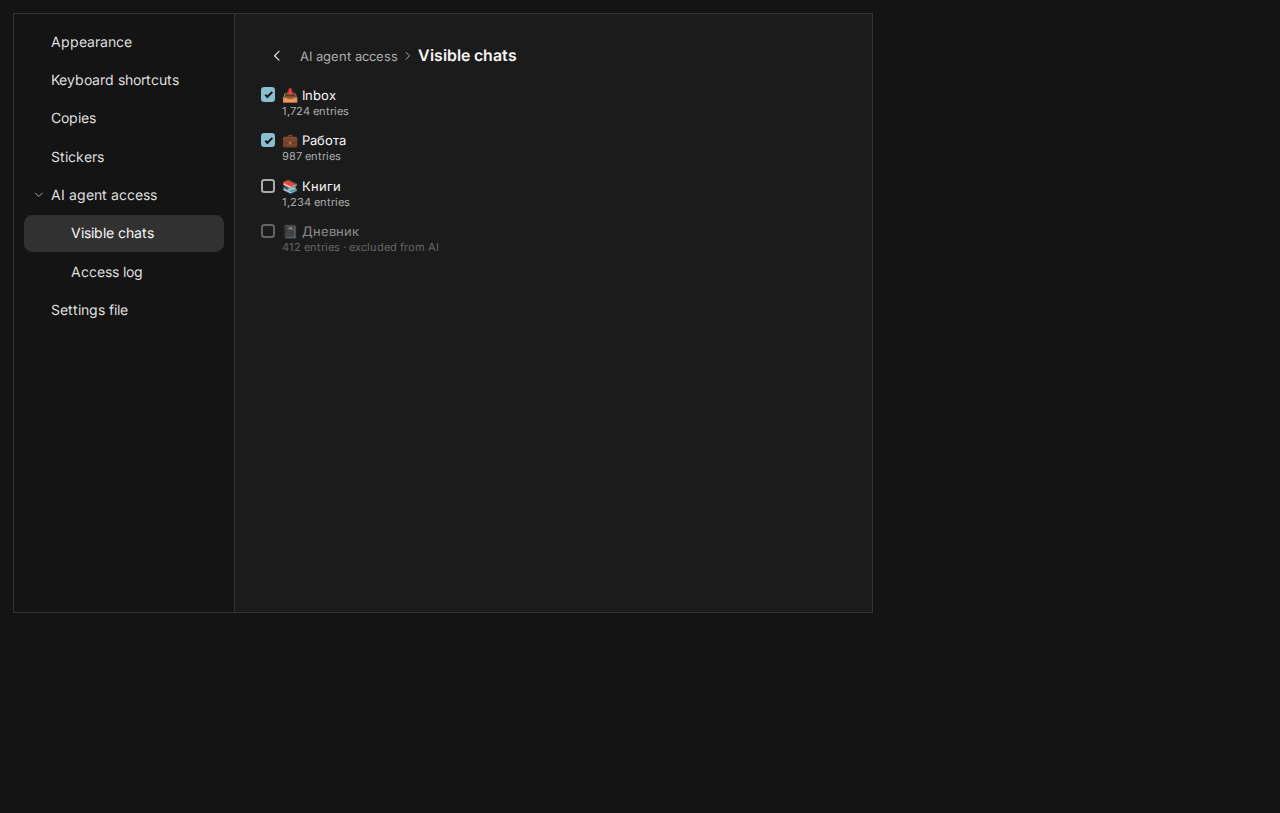 Appearance
Keyboard shortcuts
Copies
Stickers
AI agent access
Visible chats
Access log
Settings file
AI agent access > Visible chats
📥 Inbox
1,724 entries
💼 Работа
987 entries
📚 Книги
1,234 entries
📓 Дневник
412 entries · excluded from AI